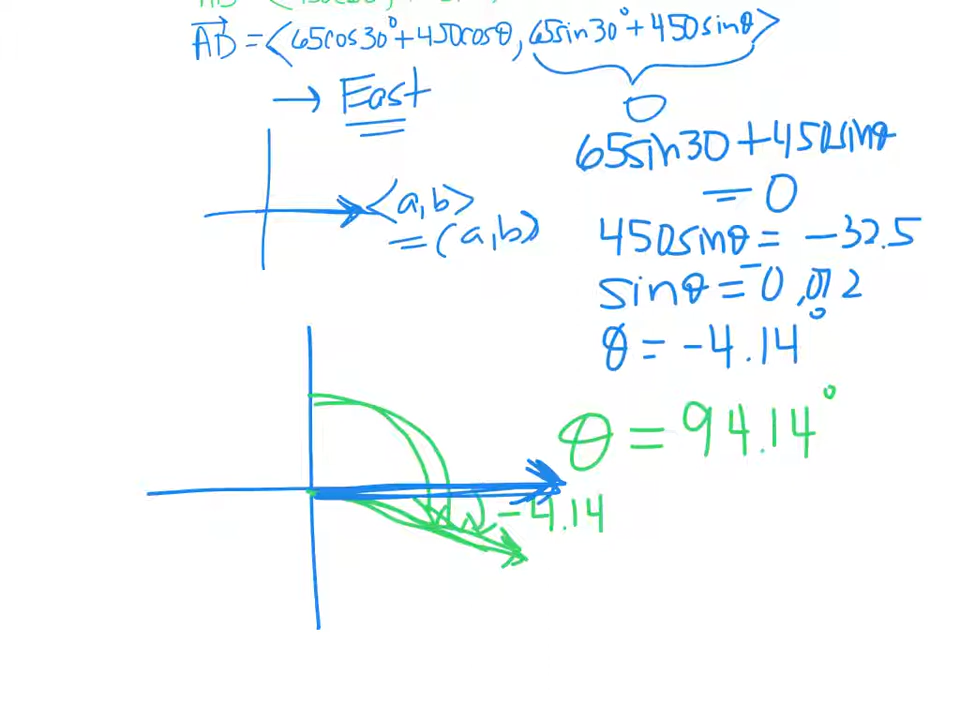 AD = <65cos30°+450cosθ, 65sin30°+450sinθ>
→ East
0
65sin30+450sinθ
= 0
<a,b>
= (a,b)
450sinθ = -32.5
sinθ = -0,072
θ = -4.14°
θ = 94.14°
-4.14